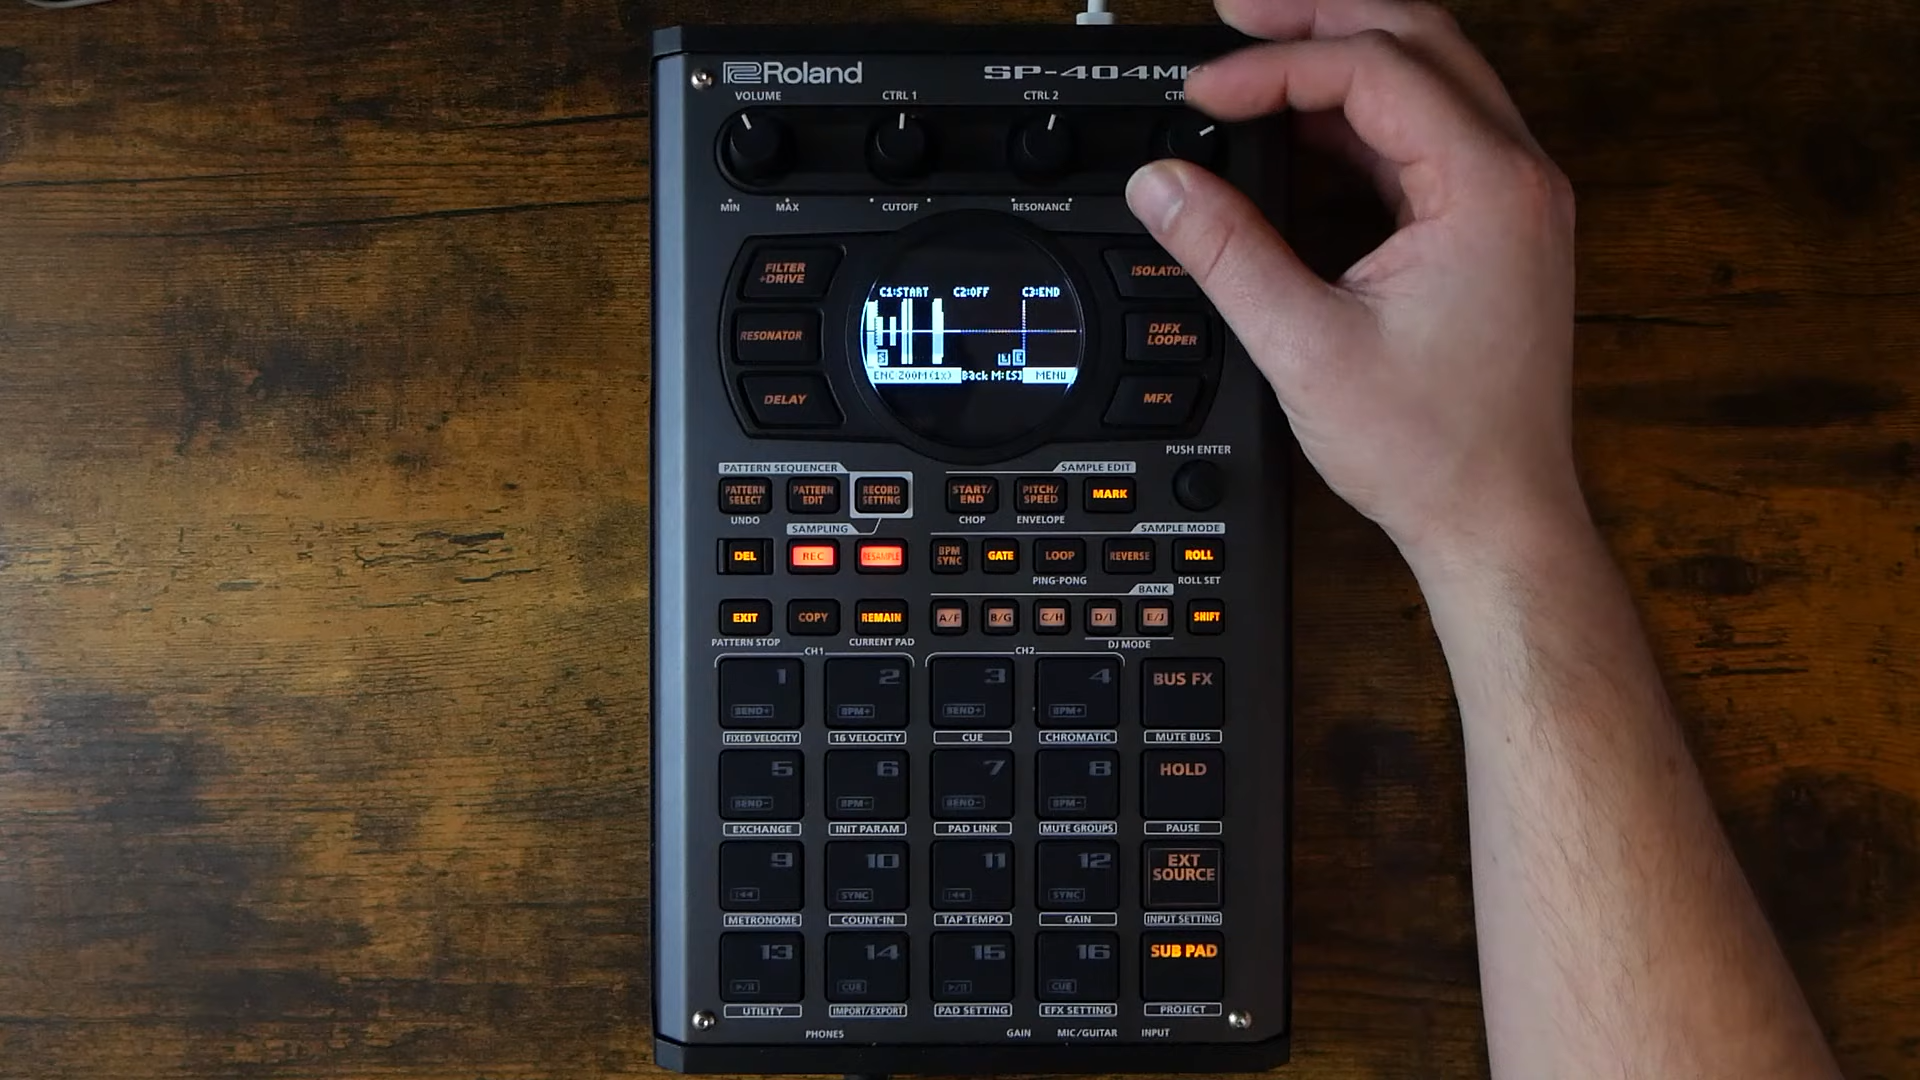 Roland SP-404MK
VOLUME CTRL 1 CTRL 2 CTR
MIN MAX CUTOFF RESONANCE
FILTER +DRIVE
ISOLATOR
C1:START C2:OFF C3:END
RESONATOR
DJFX LOOPER
S L E
ENC:ZOOM(1x) Back M:[S] MENU
DELAY
MFX
PUSH ENTER
PATTERN SEQUENCER SAMPLE EDIT
PATTERN SELECT PATTERN EDIT RECORD SETTING START/END PITCH/SPEED MARK
UNDO CHOP ENVELOPE
SAMPLING SAMPLE MODE
DEL REC RESAMPLE BPM SYNC GATE LOOP REVERSE ROLL
PING-PONG ROLL SET
BANK
EXIT COPY REMAIN A/F B/G C/H D/I E/J SHIFT
PATTERN STOP CURRENT PAD DJ MODE
CH1 CH2
1 2 3 4 BUS FX
BEND+ BPM+ BEND+ BPM+
FIXED VELOCITY 16 VELOCITY CUE CHROMATIC MUTE BUS
5 6 7 8 HOLD
BEND- BPM- BEND- BPM-
EXCHANGE INIT PARAM PAD LINK MUTE GROUPS PAUSE
9 10 11 12 EXT SOURCE
SYNC SYNC
METRONOME COUNT-IN TAP TEMPO GAIN INPUT SETTING
13 14 15 16 SUB PAD
CUE CUE
UTILITY IMPORT/EXPORT PAD SETTING EFX SETTING PROJECT
PHONES GAIN MIC/GUITAR INPUT